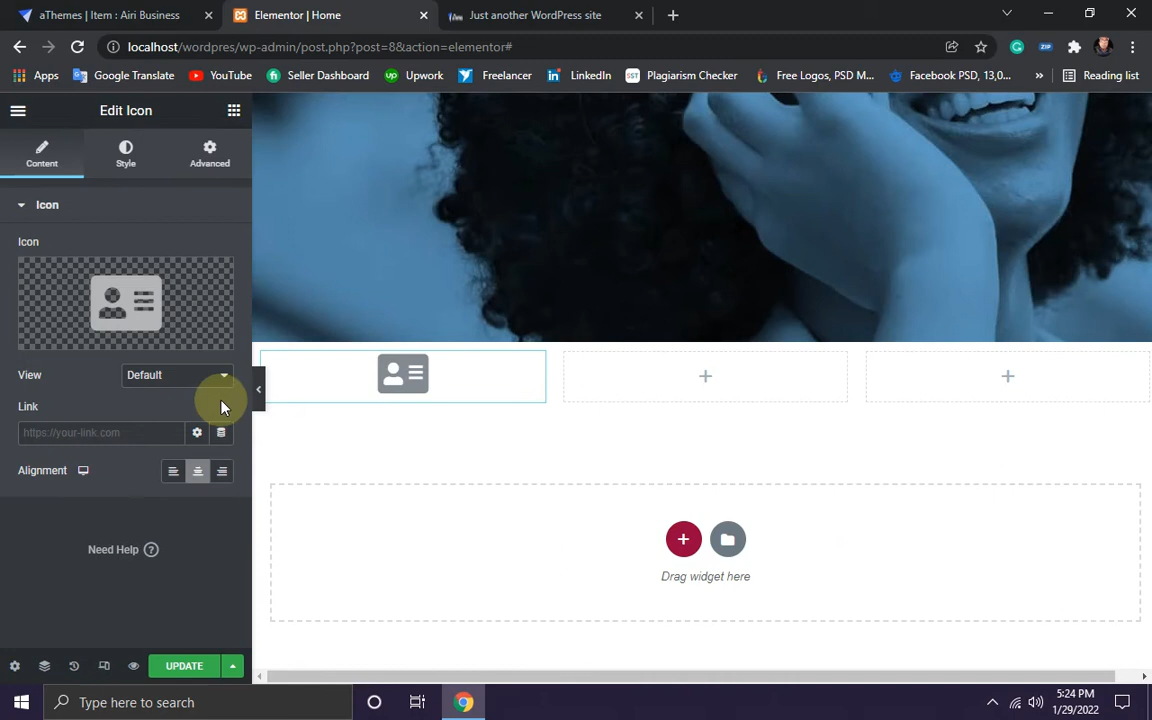 aThemes | Item : Airi Business
Elementor | Home
Just another WordPress site
localhost/wordpres/wp-admin/post.php?post=8&action=elementor#
ZIP
Apps
Google Translate
YouTube
Seller Dashboard
Upwork
Freelancer
LinkedIn
SST
Plagiarism Checker
Free Logos, PSD M...
Facebook PSD, 13,0...
»
Reading list
Edit Icon
Content
Style
Advanced
Icon
Icon
View
Default
Link
https://your-link.com
Alignment
Need Help ?
UPDATE
Drag widget here
Type here to search
5:24 PM
1/29/2022